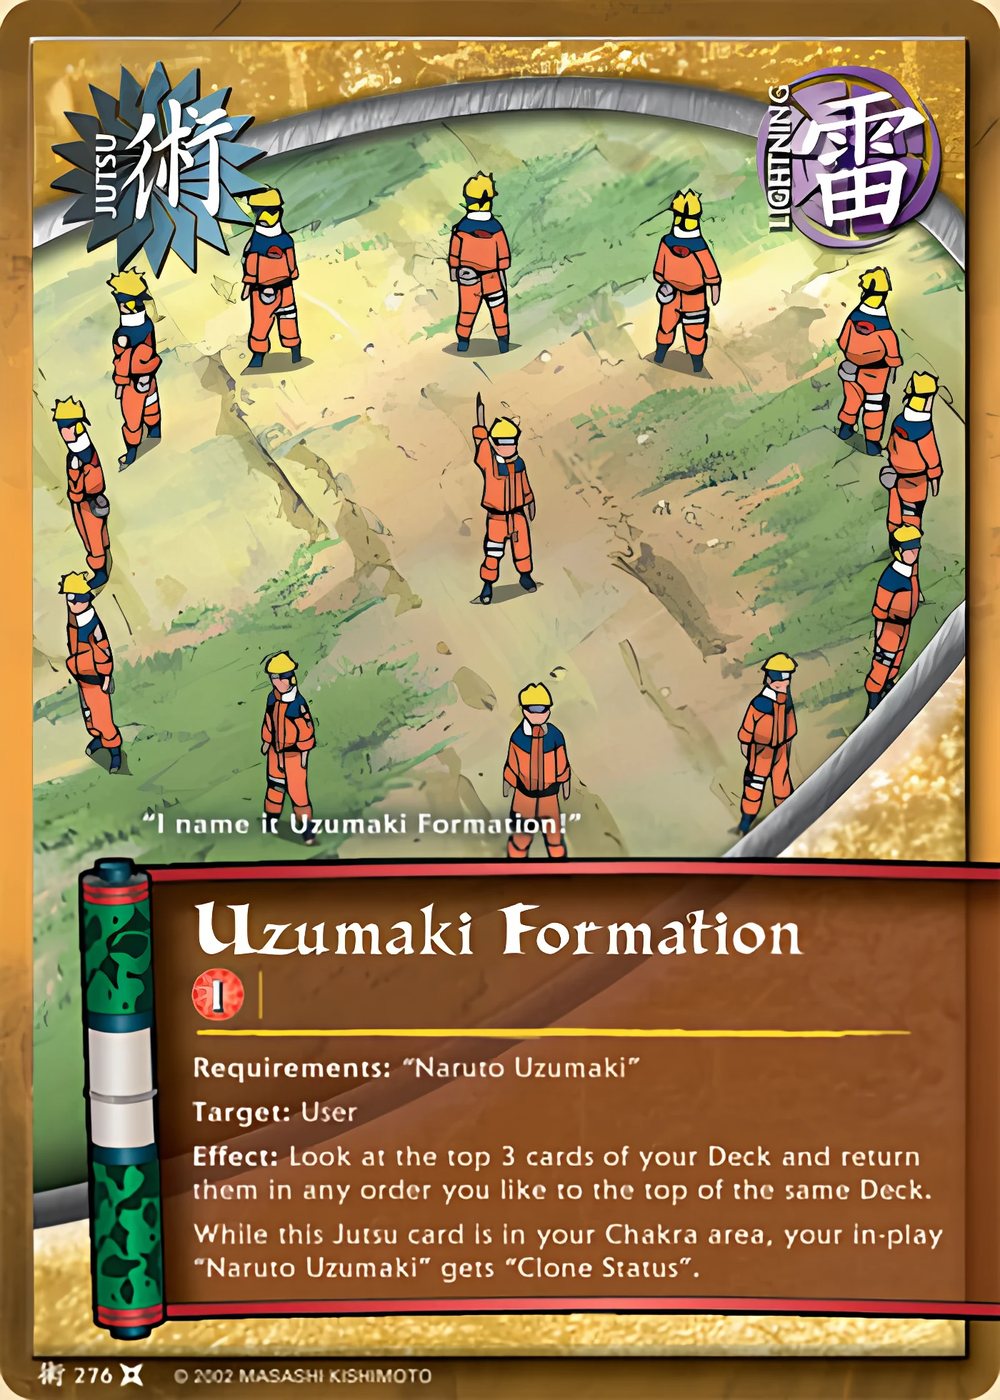 JUTSU 術
LIGHTNING 雷
“I name it Uzumaki Formation!”
Uzumaki Formation
1
Requirements: “Naruto Uzumaki”
Target: User
Effect: Look at the top 3 cards of your Deck and return
them in any order you like to the top of the same Deck.
While this Jutsu card is in your Chakra area, your in-play
“Naruto Uzumaki” gets “Clone Status”.
術 276 © 2002 MASASHI KISHIMOTO